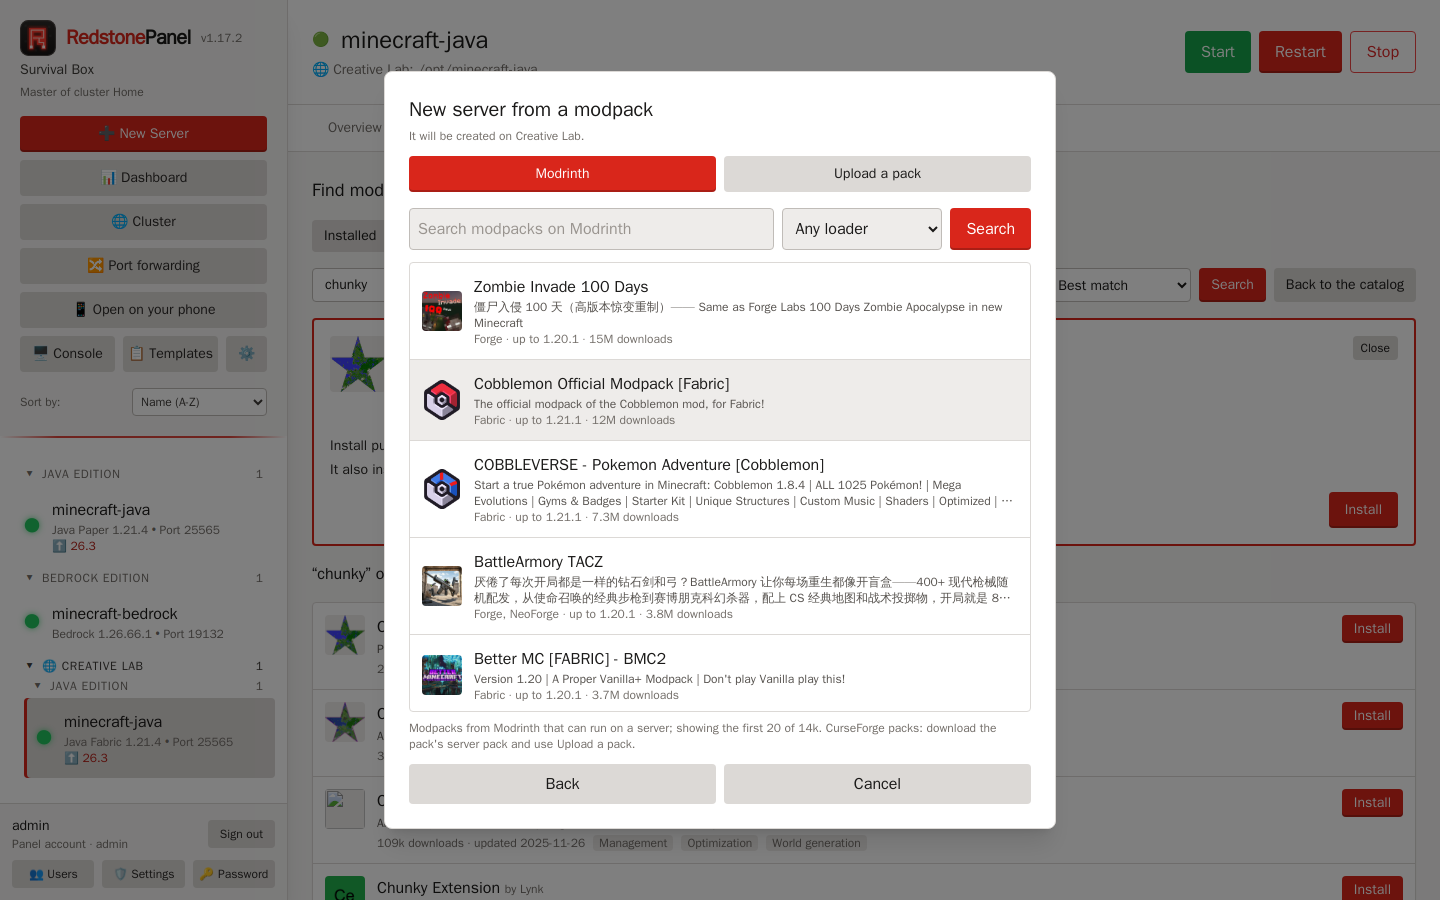 RedstonePanel v1.17.2
Survival Box
Master of cluster Home
New Server
Dashboard
Cluster
Port forwarding
Open on your phone
Console
Templates
Sort by:
Name (A-Z)
JAVA EDITION 1
minecraft-java
Java Paper 1.21.4 • Port 25565
26.3
BEDROCK EDITION 1
minecraft-bedrock
Bedrock 1.26.66.1 • Port 19132
CREATIVE LAB 1
JAVA EDITION 1
minecraft-java
Java Fabric 1.21.4 • Port 25565
26.3
admin
Panel account · admin
Sign out
Users
Settings
Password
minecraft-java
Creative Lab: /opt/minecraft-java
Start
Restart
Stop
Overview
Find mod
Installed
chunky
Best match
Search
Back to the catalog
Close
Install pu
It also in
Install
“chunky” o
Install
Install
Install
109k downloads · updated 2025-11-26
Management
Optimization
World generation
Ce
Chunky Extension by Lynk
Install
New server from a modpack
It will be created on Creative Lab.
Modrinth
Upload a pack
Search modpacks on Modrinth
Any loader
Search
Zombie Invade 100 Days
僵尸入侵 100 天（高版本惊变重制）—— Same as Forge Labs 100 Days Zombie Apocalypse in new
Minecraft
Forge · up to 1.20.1 · 15M downloads
Cobblemon Official Modpack [Fabric]
The official modpack of the Cobblemon mod, for Fabric!
Fabric · up to 1.21.1 · 12M downloads
COBBLEVERSE - Pokemon Adventure [Cobblemon]
Start a true Pokémon adventure in Minecraft: Cobblemon 1.8.4 | ALL 1025 Pokémon! | Mega
Evolutions | Gyms & Badges | Starter Kit | Unique Structures | Custom Music | Shaders | Optimized | …
Fabric · up to 1.21.1 · 7.3M downloads
BattleArmory TACZ
厌倦了每次开局都是一样的钻石剑和弓？BattleArmory 让你每场重生都像开盲盒——400+ 现代枪械随
机配发，从使命召唤的经典步枪到赛博朋克科幻杀器，配上 CS 经典地图和战术投掷物，开局就是 8…
Forge, NeoForge · up to 1.20.1 · 3.8M downloads
Better MC [FABRIC] - BMC2
Version 1.20 | A Proper Vanilla+ Modpack | Don't play Vanilla play this!
Fabric · up to 1.20.1 · 3.7M downloads
Modpacks from Modrinth that can run on a server; showing the first 20 of 14k. CurseForge packs: download the
pack's server pack and use Upload a pack.
Back
Cancel